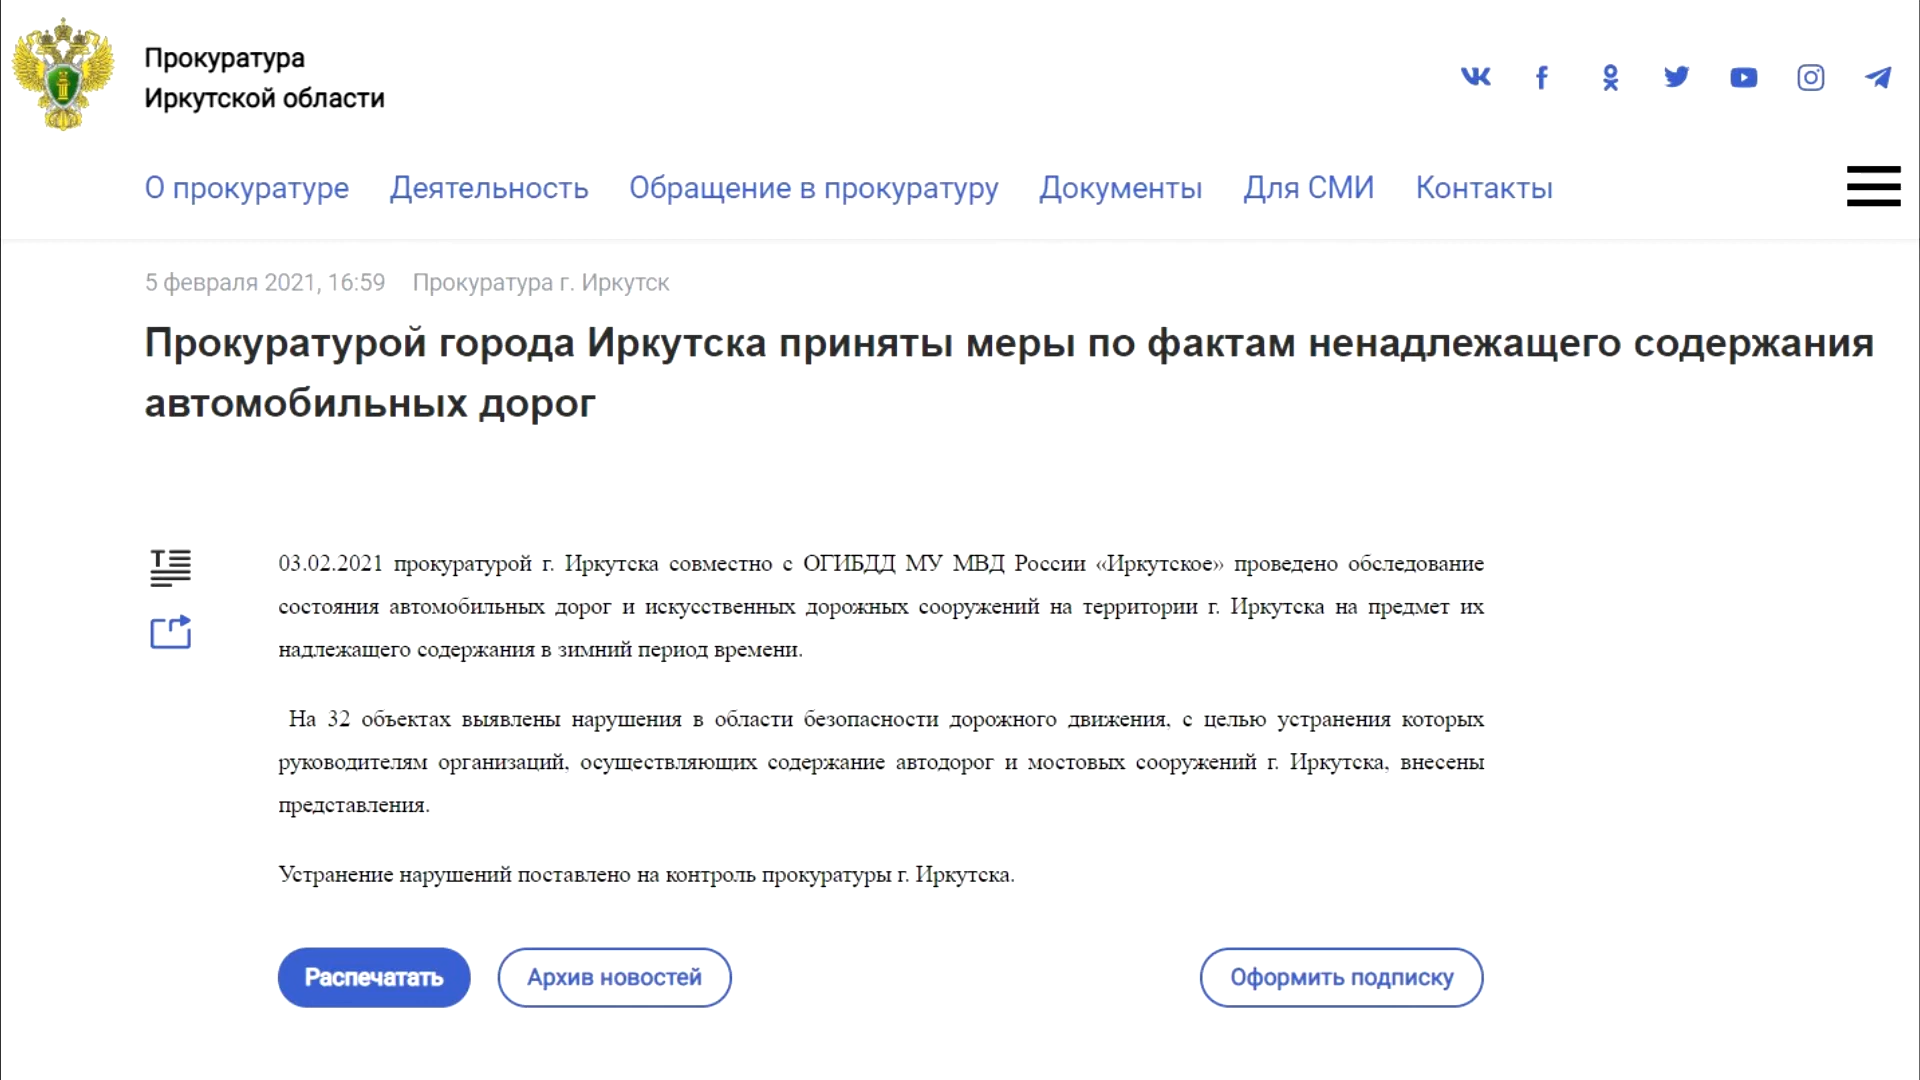 Прокуратура
Иркутской области
О прокуратуре Деятельность Обращение в прокуратуру Документы Для СМИ Контакты
5 февраля 2021, 16:59 Прокуратура г. Иркутск
Прокуратурой города Иркутска приняты меры по фактам ненадлежащего содержания
автомобильных дорог
03.02.2021 прокуратурой г. Иркутска совместно с ОГИБДД МУ МВД России «Иркутское» проведено обследование
состояния автомобильных дорог и искусственных дорожных сооружений на территории г. Иркутска на предмет их
надлежащего содержания в зимний период времени.
На 32 объектах выявлены нарушения в области безопасности дорожного движения, с целью устранения которых
руководителям организаций, осуществляющих содержание автодорог и мостовых сооружений г. Иркутска, внесены
представления.
Устранение нарушений поставлено на контроль прокуратуры г. Иркутска.
Распечатать Архив новостей Оформить подписку